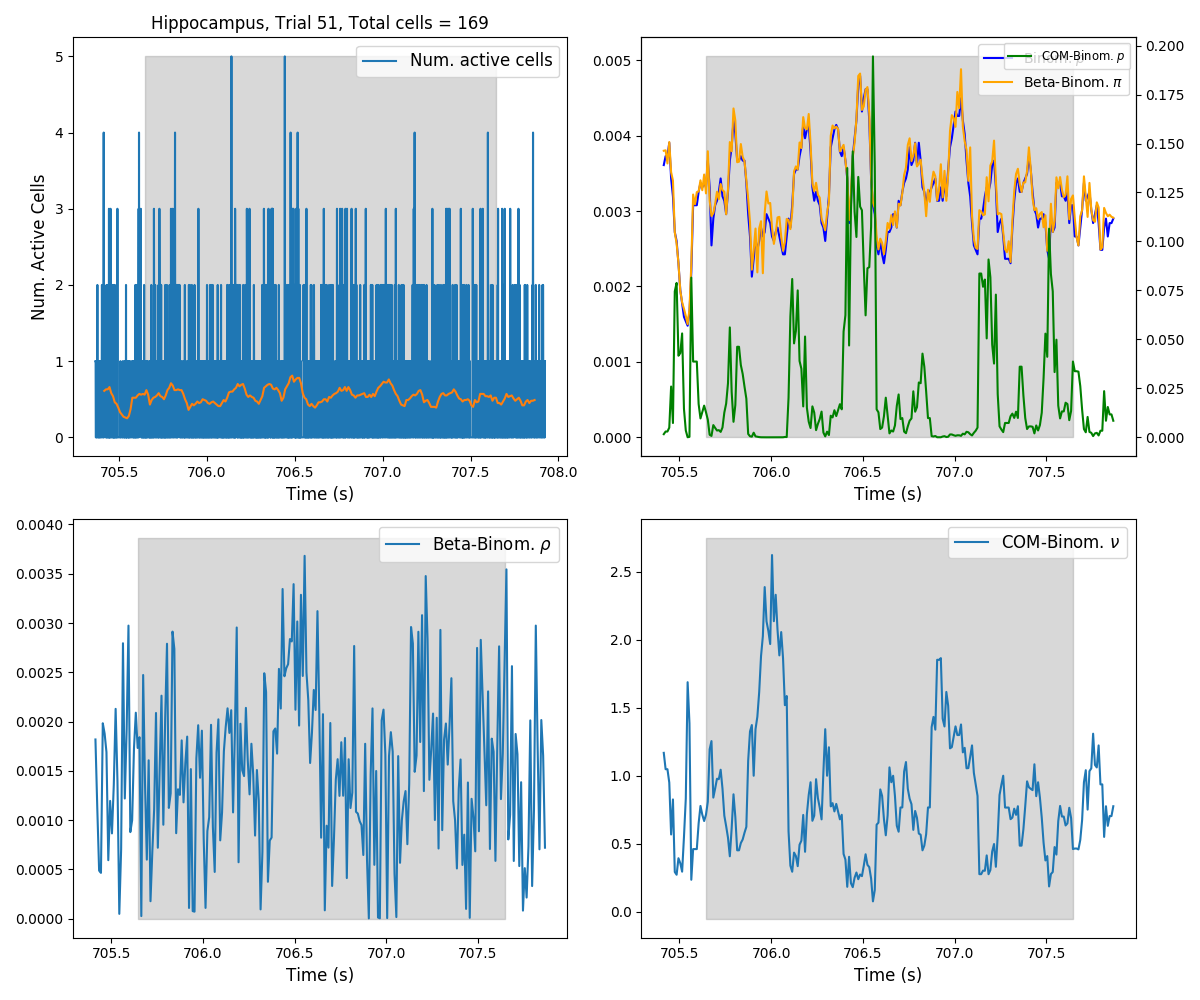 Hippocampus, Trial 51, Total cells = 169
Num. active cells
Num. Active Cells
5
4
3
2
1
0
705.5 706.0 706.5 707.0 707.5 708.0
Time (s)
COM-Binom. p
Beta-Binom. π
0.005
0.004
0.003
0.002
0.001
0.000
0.200
0.175
0.150
0.125
0.100
0.075
0.050
0.025
0.000
705.5 706.0 706.5 707.0 707.5
Time (s)
Beta-Binom. ρ
0.0040
0.0035
0.0030
0.0025
0.0020
0.0015
0.0010
0.0005
0.0000
705.5 706.0 706.5 707.0 707.5
Time (s)
COM-Binom. ν
2.5
2.0
1.5
1.0
0.5
0.0
705.5 706.0 706.5 707.0 707.5
Time (s)